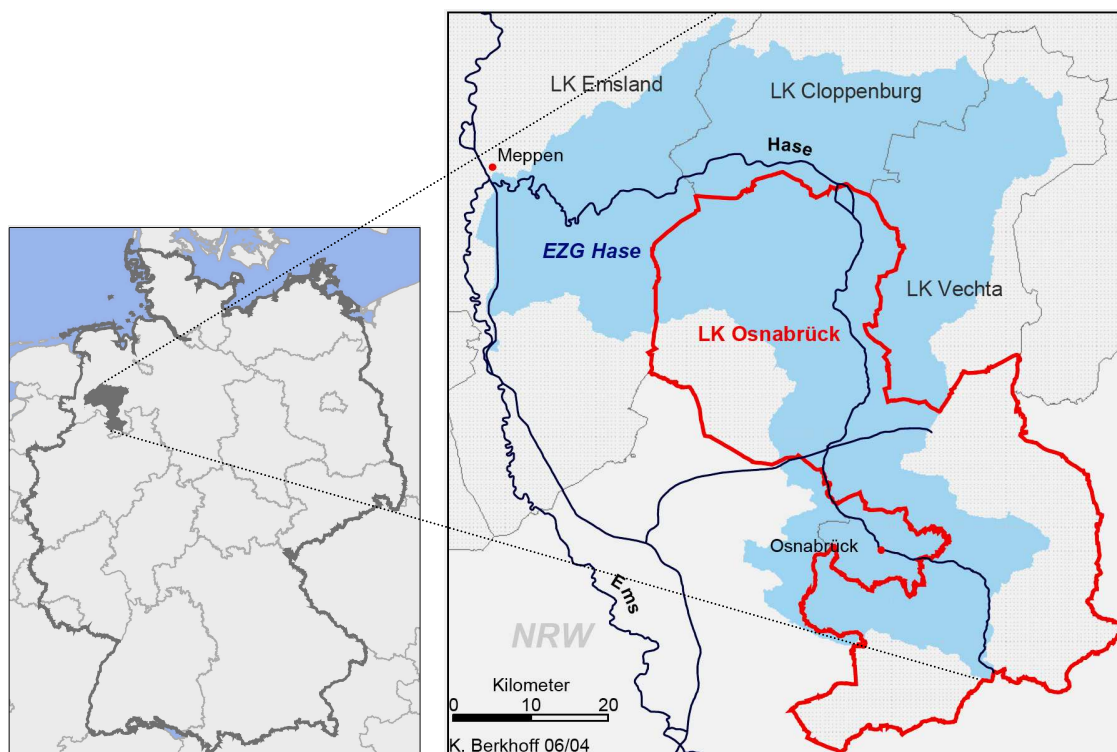 LK Emsland
LK Cloppenburg
Hase
Meppen
EZG Hase
LK Vechta
LK Osnabrück
Osnabrück
Ems
NRW
Kilometer
0 10 20
K. Berkhoff 06/04